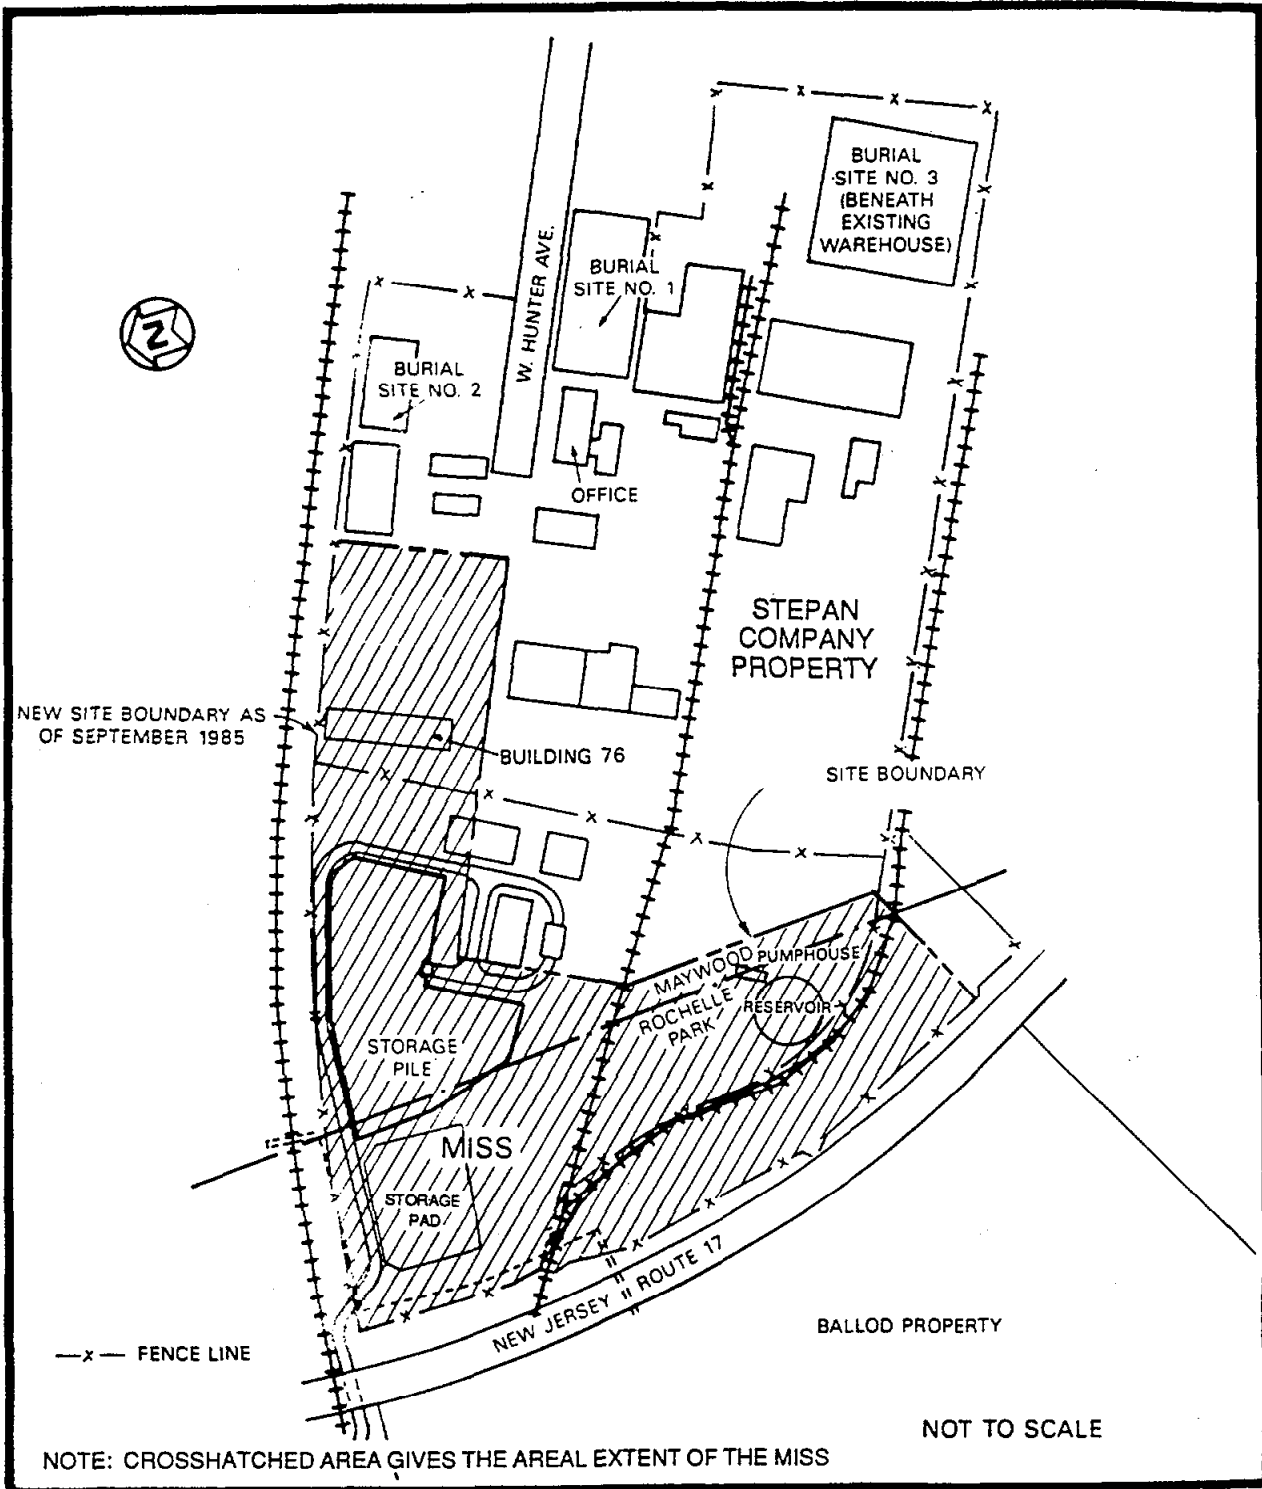 BURIAL
SITE NO. 3
(BENEATH
EXISTING
WAREHOUSE)
W. HUNTER AVE.
BURIAL
SITE NO. 1
N
BURIAL
SITE NO. 2
OFFICE
STEPAN
COMPANY
PROPERTY
NEW SITE BOUNDARY AS
OF SEPTEMBER 1985
BUILDING 76
SITE BOUNDARY
MAYWOOD
PUMPHOUSE
ROCHELLE
PARK
RESERVOIR
STORAGE
PILE
MISS
STORAGE
PAD
NEW JERSEY ROUTE 17
BALLOD PROPERTY
—x— FENCE LINE
NOT TO SCALE
NOTE: CROSSHATCHED AREA GIVES THE AREAL EXTENT OF THE MISS